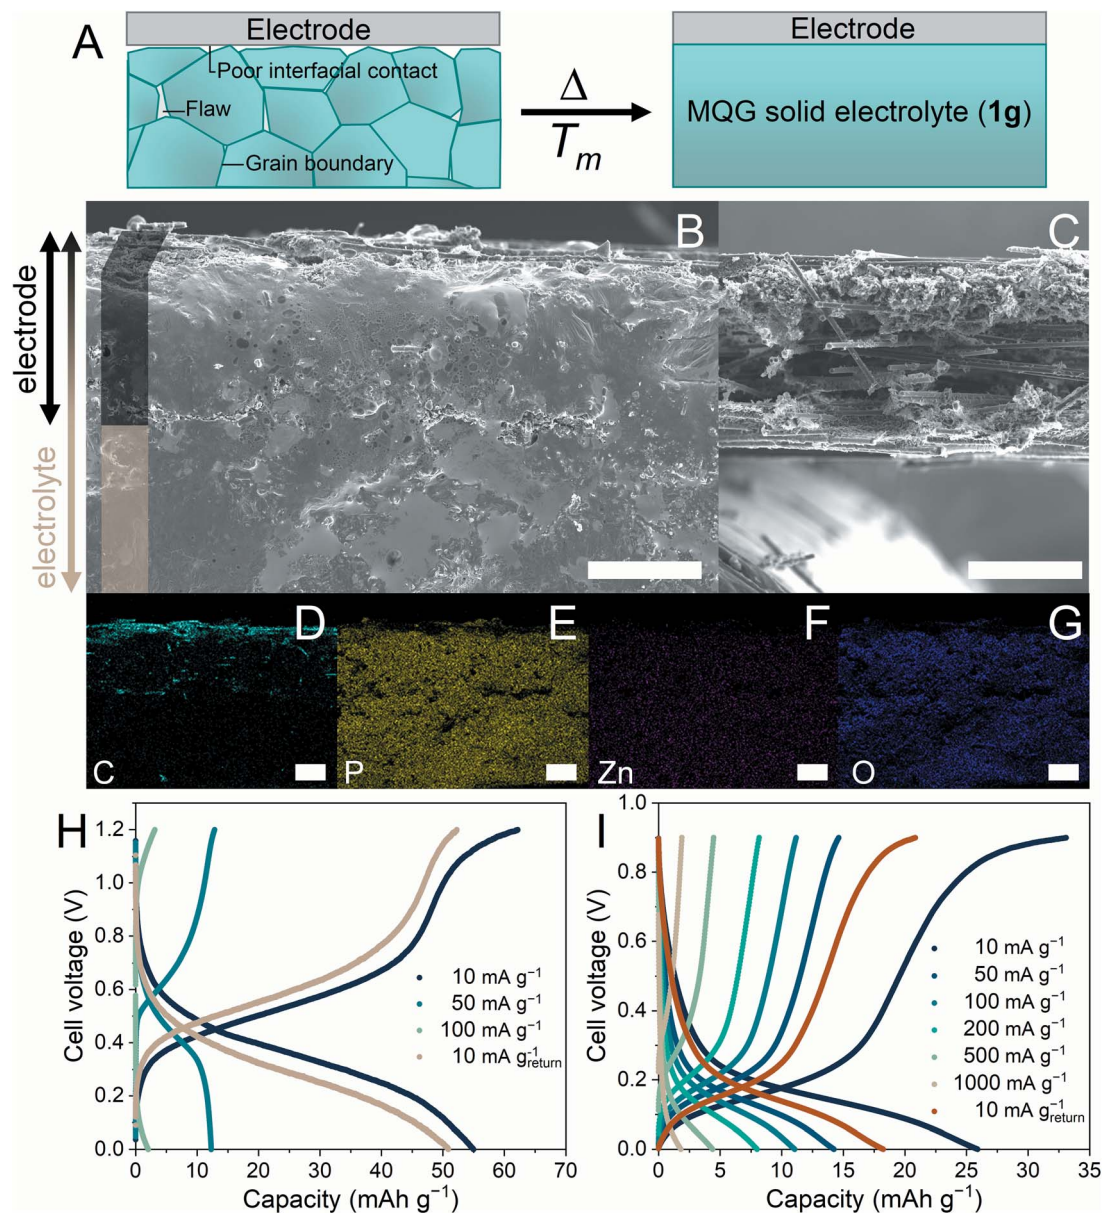 A
Electrode
Poor interfacial contact
Flaw
Grain boundary
Δ
T_m
Electrode
MQG solid electrolyte (1g)
electrode
electrolyte
B
C
D
C
E
P
F
Zn
G
O
H
Cell voltage (V)
1.2
1.0
0.8
0.6
0.4
0.2
0.0
10 mA g⁻¹
50 mA g⁻¹
100 mA g⁻¹
10 mA g⁻¹return
0 10 20 30 40 50 60 70
Capacity (mAh g⁻¹)
I
Cell voltage (V)
1.0
0.8
0.6
0.4
0.2
0.0
10 mA g⁻¹
50 mA g⁻¹
100 mA g⁻¹
200 mA g⁻¹
500 mA g⁻¹
1000 mA g⁻¹
10 mA g⁻¹return
0 5 10 15 20 25 30 35
Capacity (mAh g⁻¹)